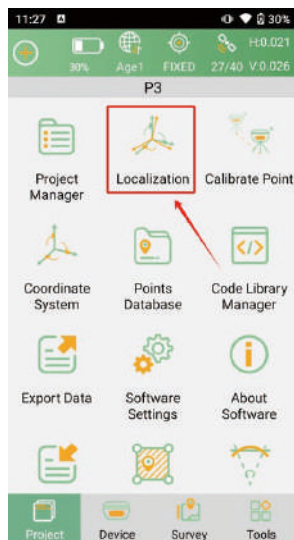 11:27 30%
H:0.021
30% Age1 FIXED 27/40 V:0.026
P3
Project Manager
Localization
Calibrate Point
Coordinate System
Points Database
Code Library Manager
Export Data
Software Settings
About Software
Project Device Survey Tools